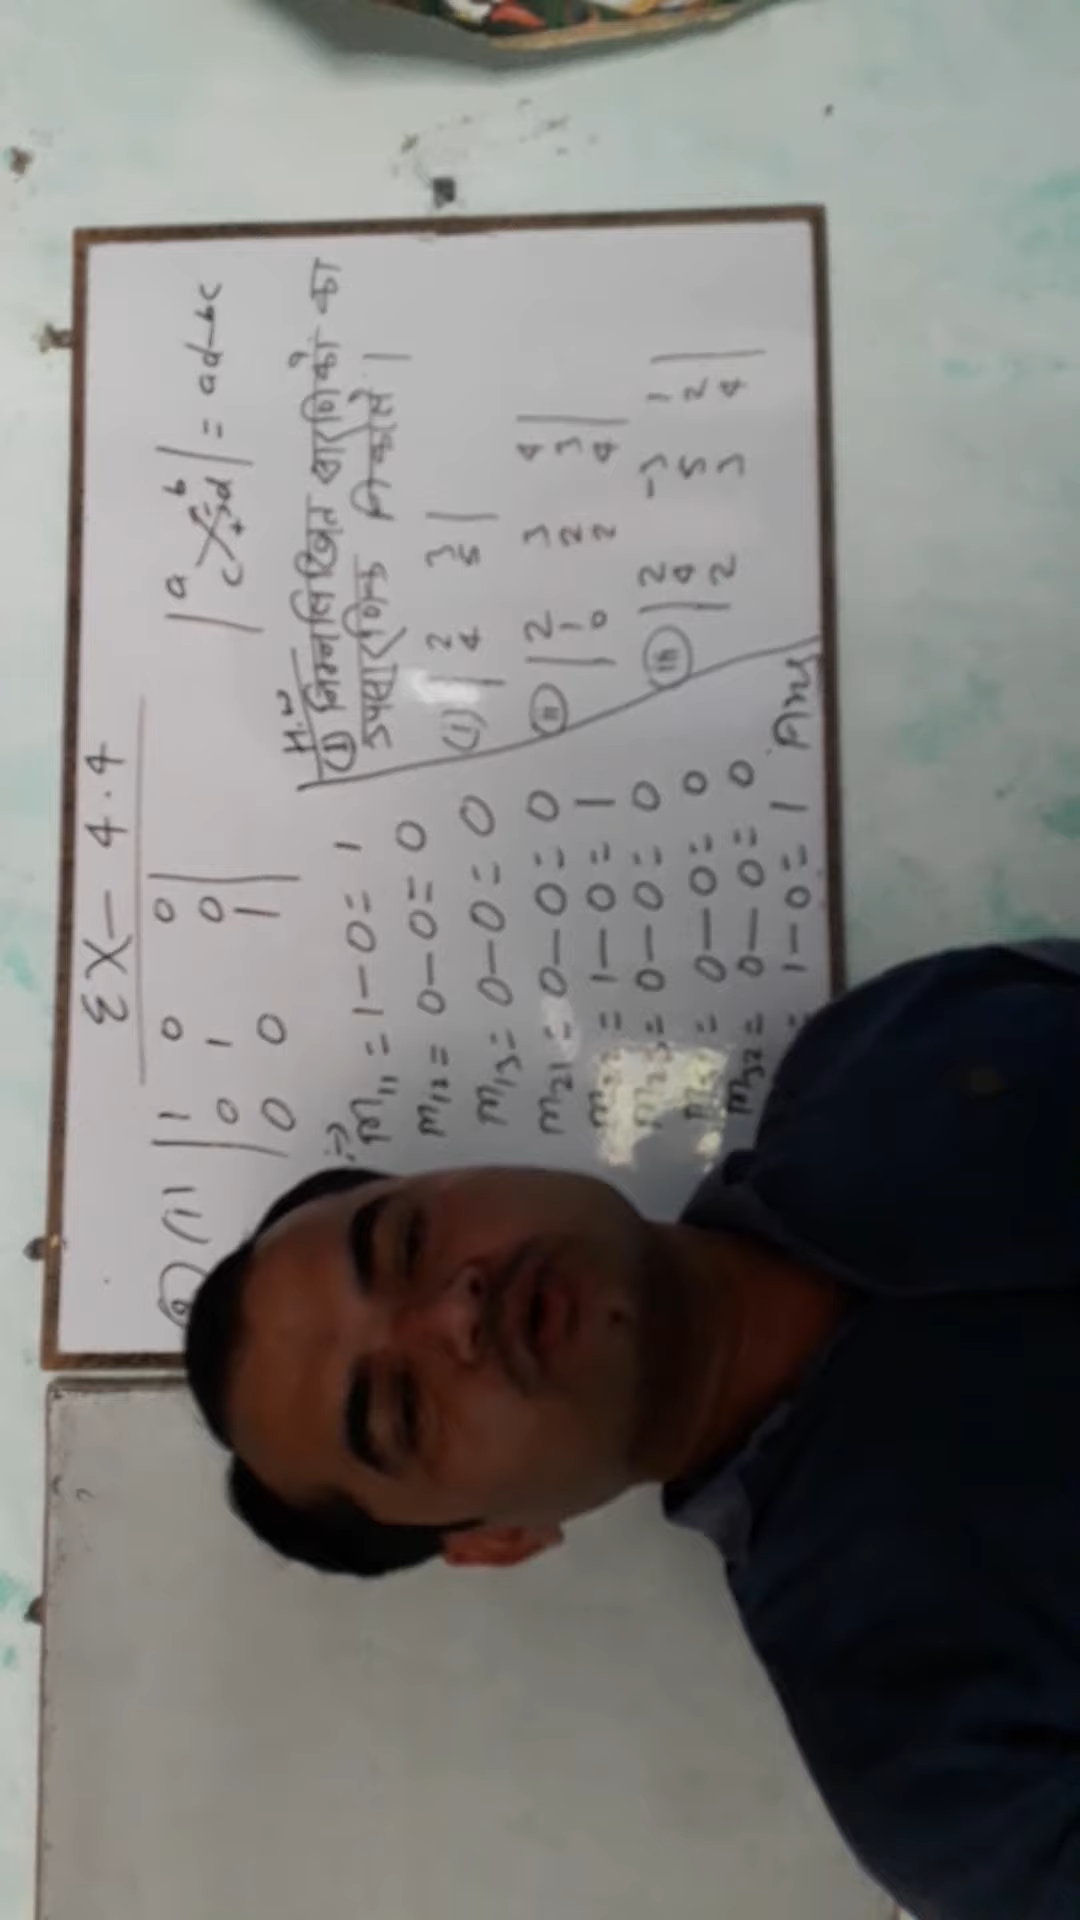 EX- 4.4
(ii) | 1 0 0 |
| 0 1 0 |
| 0 0 1 |
:-)
M11 = 1-0= 1
M12= 0-0= 0
M13= 0-0= 0
M21= 0-0= 0
= 1-0= 1
= 0-0= 0
= 0-0= 0
M32= 0-0= 0
= 1-0= 1 Ans
| a b |
| c d | = ad-bc
H.W
(1) निम्नलिखित सारणिको का
उपसारणिक निकाले |
(i) | 2 3 |
| 4 5 |
(ii) | 2 3 4 |
| 1 2 3 |
| 0 2 4 |
(iii) | 2 -3 1 |
| 4 5 2 |
| 2 3 4 |